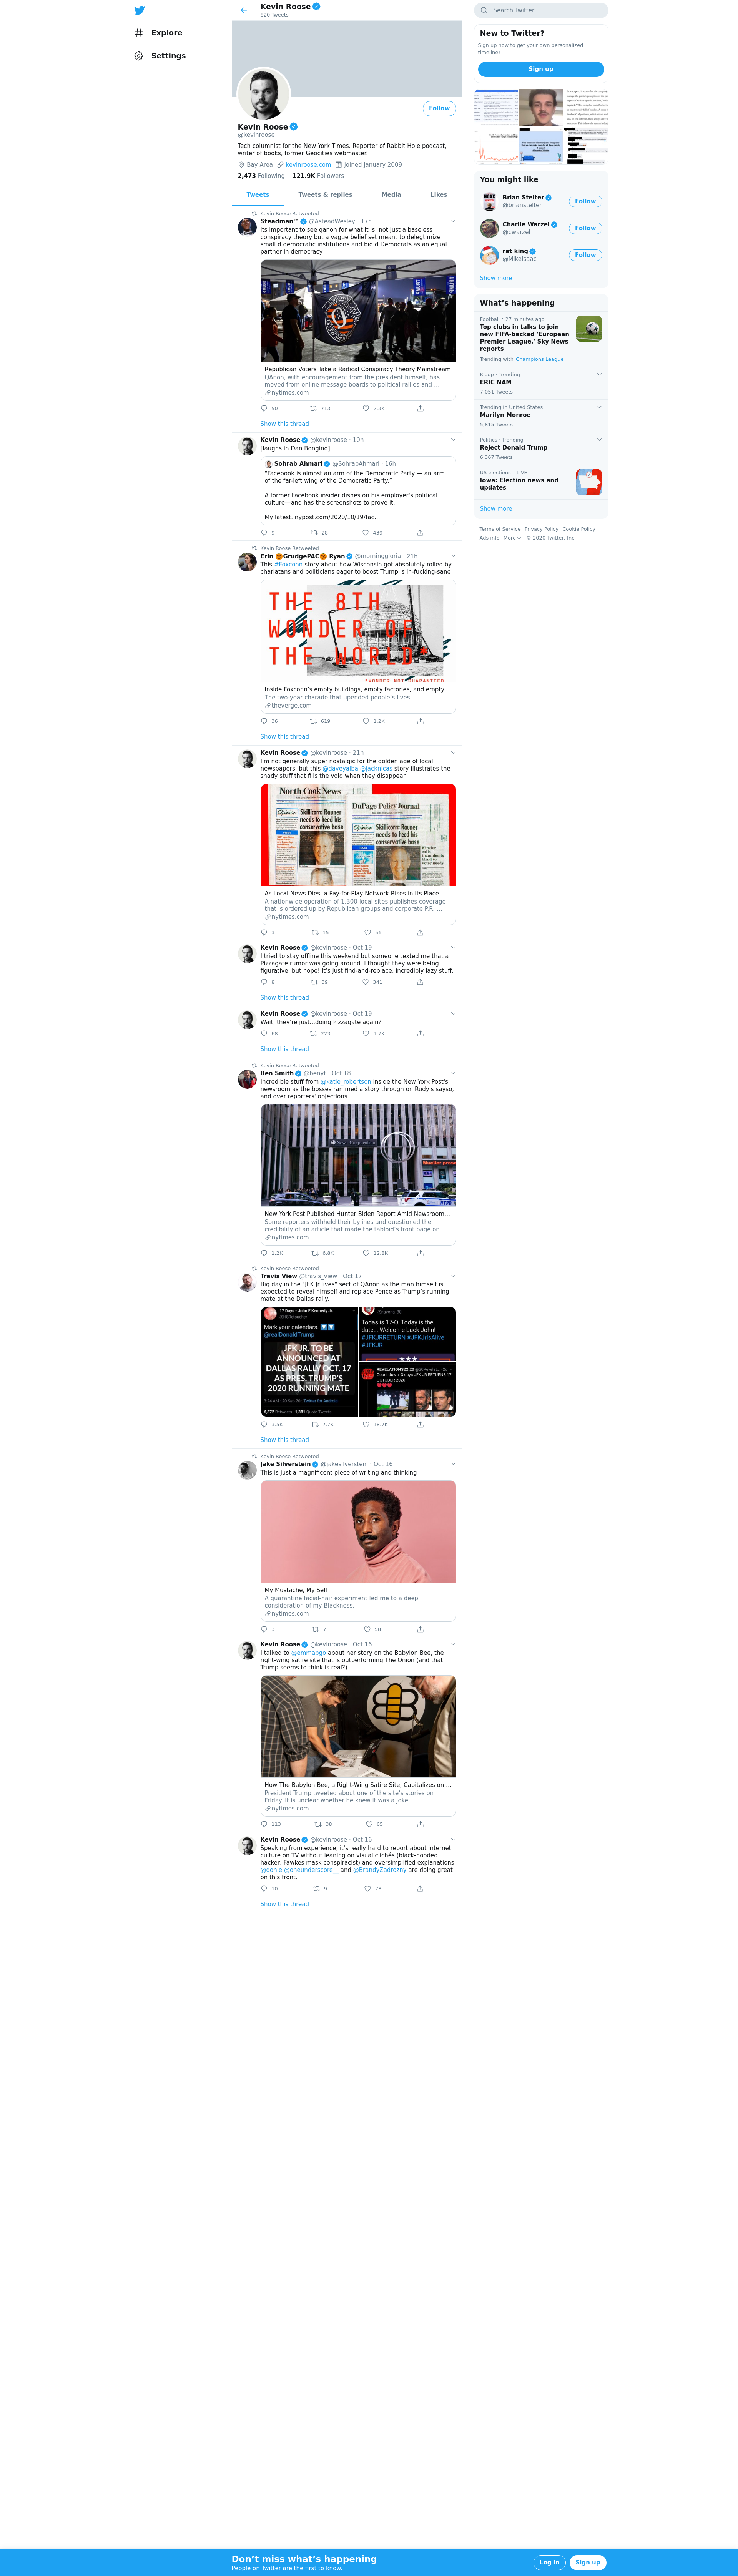 Kevin Roose
820 Tweets
Explore
Settings
Follow
Kevin Roose
@kevinroose
Tech columnist for the New York Times. Reporter of Rabbit Hole podcast,
writer of books, former Geocities webmaster.
Bay Area kevinroose.com Joined January 2009
2,473 Following 121.9K Followers
Tweets Tweets & replies Media Likes
Kevin Roose Retweeted
Steadman™ @AsteadWesley · 17h
its important to see qanon for what it is: not just a baseless
conspiracy theory but a vague belief set meant to delegtimize
small d democratic institutions and big d Democrats as an equal
partner in democracy
Republican Voters Take a Radical Conspiracy Theory Mainstream
QAnon, with encouragement from the president himself, has
moved from online message boards to political rallies and ...
nytimes.com
50 713 2.3K
Show this thread
Kevin Roose @kevinroose · 10h
[laughs in Dan Bongino]
Sohrab Ahmari @SohrabAhmari · 16h
“Facebook is almost an arm of the Democratic Party — an arm
of the far-left wing of the Democratic Party.”
A former Facebook insider dishes on his employer’s political
culture—and has the screenshots to prove it.
My latest. nypost.com/2020/10/19/fac…
9 28 439
Kevin Roose Retweeted
Erin 🎃GrudgePAC🎃 Ryan @morninggloria · 21h
This #Foxconn story about how Wisconsin got absolutely rolled by
charlatans and politicians eager to boost Trump is in-fucking-sane
THE 8TH
WONDER OF
THE WORLD*
*WONDER NOT GUARANTEED
Inside Foxconn’s empty buildings, empty factories, and empty...
The two-year charade that upended people’s lives
theverge.com
36 619 1.2K
Show this thread
Kevin Roose @kevinroose · 21h
I'm not generally super nostalgic for the golden age of local
newspapers, but this @daveyalba @jacknicas story illustrates the
shady stuff that fills the void when they disappear.
North Cook News
DuPage Policy Journal
Opinion
Skillicorn: Rauner
needs to heed his
conservative base
Opinion
Skillicorn: Rauner
needs to heed his
conservative base
As Local News Dies, a Pay-for-Play Network Rises in Its Place
A nationwide operation of 1,300 local sites publishes coverage
that is ordered up by Republican groups and corporate P.R. ...
nytimes.com
3 15 56
Kevin Roose @kevinroose · Oct 19
I tried to stay offline this weekend but someone texted me that a
Pizzagate rumor was going around. I thought they were being
figurative, but nope! It’s just find-and-replace, incredibly lazy stuff.
8 39 341
Show this thread
Kevin Roose @kevinroose · Oct 19
Wait, they’re just...doing Pizzagate again?
68 223 1.7K
Show this thread
Kevin Roose Retweeted
Ben Smith @benyt · Oct 18
Incredible stuff from @katie_robertson inside the New York Post's
newsroom as the bosses rammed a story through on Rudy's sayso,
and over reporters' objections
News Corporation
Mueller prose
New York Post Published Hunter Biden Report Amid Newsroom...
Some reporters withheld their bylines and questioned the
credibility of an article that made the tabloid’s front page on ...
nytimes.com
1.2K 6.8K 12.8K
Kevin Roose Retweeted
Travis View @travis_view · Oct 17
Big day in the "JFK Jr lives" sect of QAnon as the man himself is
expected to reveal himself and replace Pence as Trump’s running
mate at the Dallas rally.
17 Days - John F Kennedy Jr.
Mark your calendars.
@realDonaldTrump
JFK JR. TO BE
ANNOUNCED AT
DALLAS RALLY OCT. 17
AS PRES. TRUMP'S
2020 RUNNING MATE
Todas is 17-O. Today is the
date... Welcome back John!
#JFKJRRETURN #JFKJrIsAlive
#JFKJR
REVELATIONS22:25
Count down -3 days JFK JR RETURNS 17
OCTOBER 2020
3.5K 7.7K 18.7K
Show this thread
Kevin Roose Retweeted
Jake Silverstein @jakesilverstein · Oct 16
This is just a magnificent piece of writing and thinking
My Mustache, My Self
A quarantine facial-hair experiment led me to a deep
consideration of my Blackness.
nytimes.com
3 7 56
Kevin Roose @kevinroose · Oct 16
I talked to @emmabgo about her story on the Babylon Bee, the
right-wing satire site that is outperforming The Onion (and that
Trump seems to think is real?)
How The Babylon Bee, a Right-Wing Satire Site, Capitalizes on ...
President Trump tweeted about one of the site’s stories on
Friday. It is unclear whether he knew it was a joke.
nytimes.com
113 38 65
Kevin Roose @kevinroose · Oct 16
Speaking from experience, it’s really hard to report about internet
culture on TV without leaning on visual clichés (black-hooded
hacker, Fawkes mask conspiracist) and oversimplified explanations.
@donie @oneunderscore__ and @BrandyZadrozny are doing great
on this front.
10 9 78
Show this thread
Search Twitter
New to Twitter?
Sign up now to get your own personalized
timeline!
Sign up
You might like
Brian Stelter
@brianstelter
Follow
Charlie Warzel
@cwarzel
Follow
rat king
@MikeIsaac
Follow
Show more
What’s happening
Football · 27 minutes ago
Top clubs in talks to join
new FIFA-backed 'European
Premier League,' Sky News
reports
Trending with Champions League
K-pop · Trending
ERIC NAM
7,051 Tweets
Trending in United States
Marilyn Monroe
5,815 Tweets
Politics · Trending
Reject Donald Trump
6,367 Tweets
US elections · LIVE
Iowa: Election news and
updates
Show more
Terms of Service Privacy Policy Cookie Policy
Ads info More © 2020 Twitter, Inc.
Don’t miss what’s happening
People on Twitter are the first to know.
Log in Sign up